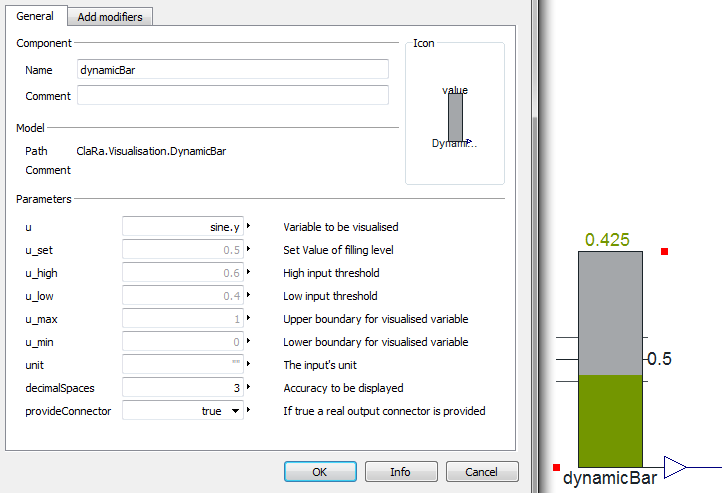 General Add modifiers
Component
Name dynamicBar
Comment
Icon
value
Dynami...
Model
Path ClaRa.Visualisation.DynamicBar
Comment
Parameters
u sine.y Variable to be visualised
u_set 0.5 Set Value of filling level
u_high 0.6 High input threshold
u_low 0.4 Low input threshold
u_max 1 Upper boundary for visualised variable
u_min 0 Lower boundary for visualised variable
unit "" The input's unit
decimalSpaces 3 Accuracy to be displayed
provideConnector true If true a real output connector is provided
OK Info Cancel
0.425
0.5
dynamicBar